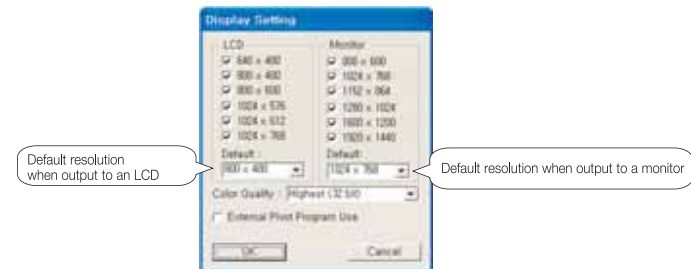 Display Setting
LCD
640 x 480
800 x 480
800 x 600
1024 x 576
1024 x 612
1024 x 768
Default :
800 x 480
Monitor
800 x 600
1024 x 768
1152 x 864
1280 x 1024
1600 x 1200
1920 x 1440
Default:
1024 x 768
Default resolution
when output to an LCD
Default resolution when output to a monitor
Color Quality : Highest (32 bit)
External Pivot Program Use
OK
Cancel